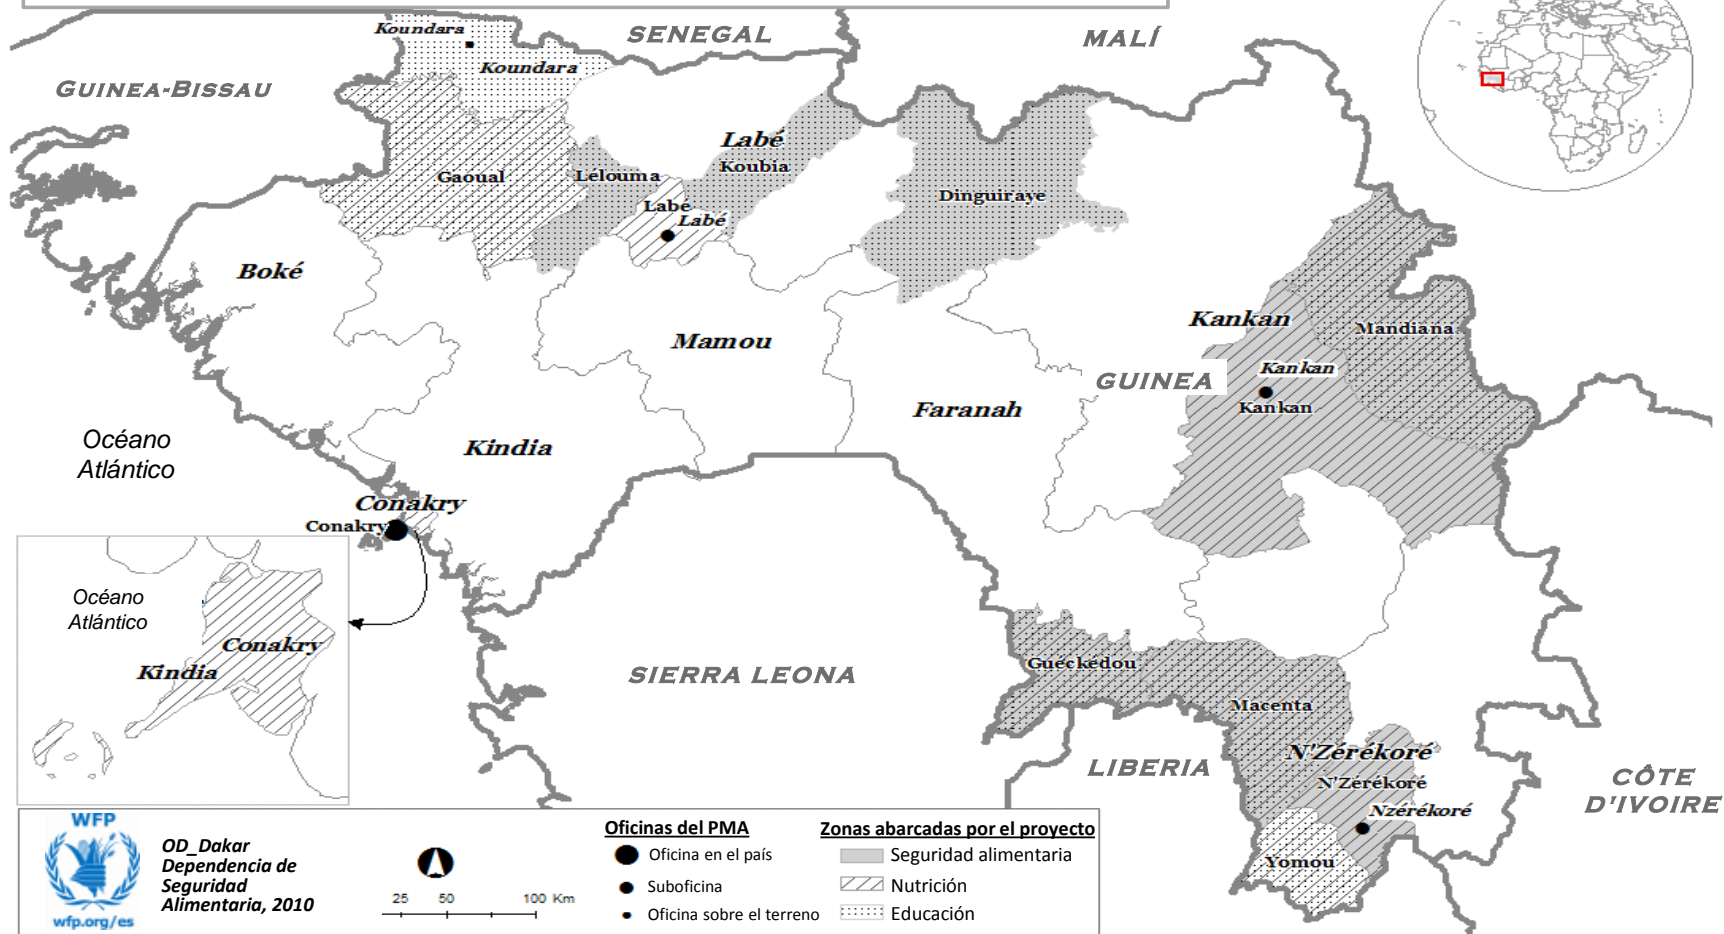 SENEGAL
MALÍ
GUINEA-BISSAU
Koundara
Koundara
Labé
Koubia
Gaoual
Lélouma
Labé
Labé
Dinguiraye
Boké
Mamou
Kankan
Mandiana
Kankan
Kankan
GUINEA
Faranah
Océano
Atlántico
Kindia
Conakry
Conakry
Océano
Atlántico
Conakry
Kindia
SIERRA LEONA
Guéckédou
Macenta
N'Zérékoré
N'Zérékoré
Nzérékoré
Yomou
LIBERIA
CÔTE
D'IVOIRE
WFP
wfp.org/es
OD_Dakar
Dependencia de
Seguridad
Alimentaria, 2010
25 50 100 Km
Oficinas del PMA
Oficina en el país
Suboficina
Oficina sobre el terreno
Zonas abarcadas por el proyecto
Seguridad alimentaria
Nutrición
Educación